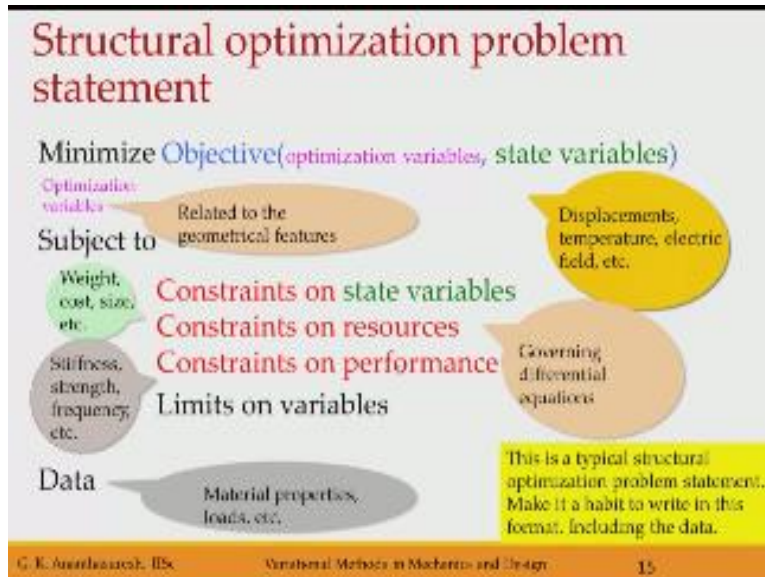 Structural optimization problem
statement
Minimize Objective(optimization variables, state variables)
Optimization
variables
Related to the
geometrical features
Displacements,
temperature, electric
field, etc.
Subject to
Weight,
cost, size,
etc.
Constraints on state variables
Constraints on resources
Constraints on performance
Governing
differential
equations
Stiffness,
strength,
frequency,
etc.
Limits on variables
Data
Material properties,
loads, etc.
This is a typical structural
optimization problem statement.
Make it a habit to write in this
format. Including the data.
G. K. Ananthasuresh, IISc
Variational Methods in Mechanics and Design
15